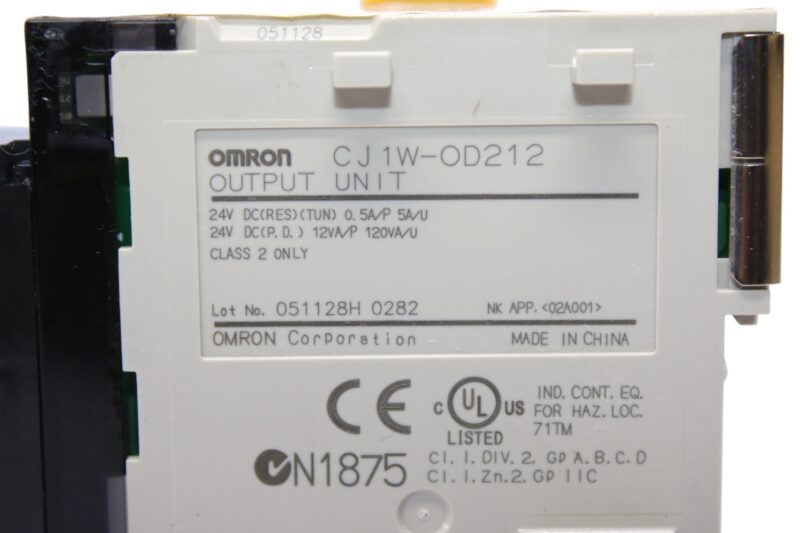 051128
OMRON CJ1W-OD212
OUTPUT UNIT
24V DC(RES)(TUN) 0.5A/P 5A/U
24V DC(P.D.) 12VA/P 120VA/U
CLASS 2 ONLY
Lot No. 051128H 0282 NK APP.<02A001>
OMRON Corporation MADE IN CHINA
CE
C UL US
LISTED
IND. CONT. EQ.
FOR HAZ. LOC.
71TM
N1875
Cl.I.DIV.2. Gp A.B.C.D
Cl.I.Zn.2.GP IIC